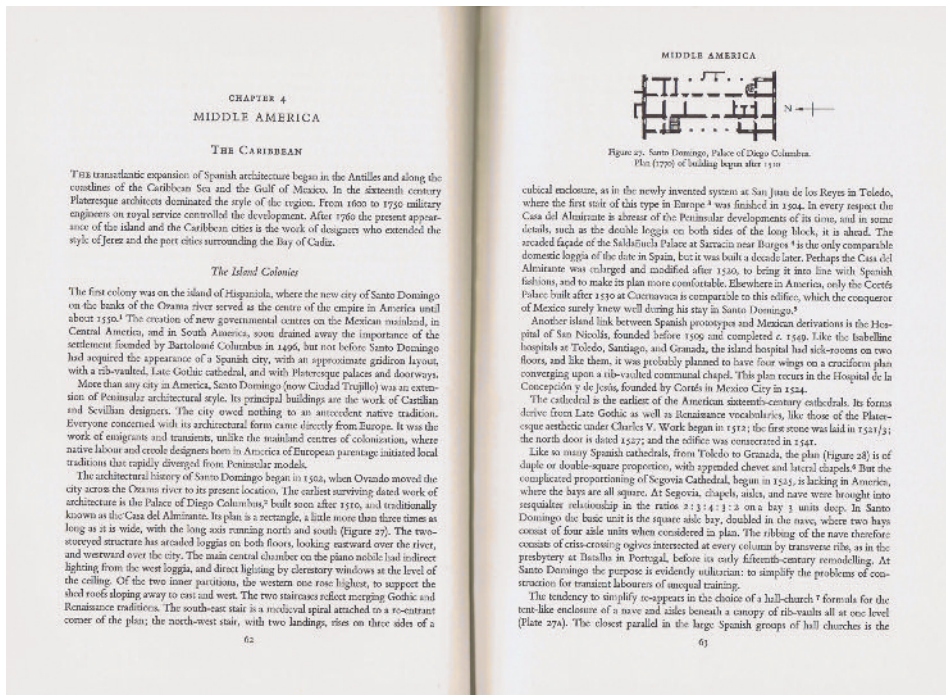 CHAPTER 4
MIDDLE AMERICA
THE CARIBBEAN
THE transatlantic expansion of Spanish architecture began in the Antilles and along the
coastlines of the Caribbean Sea and the Gulf of Mexico. In the sixteenth century
Plateresque architects dominated the style of the region. From 1600 to 1750 military
engineers on royal service controlled the development. After 1760 the present appear-
ance of the island and the Caribbean cities is the work of designers who extended the
style of Jerez and the port cities surrounding the Bay of Cadiz.
The Island Colonies
The first colony was on the island of Hispaniola, where the new city of Santo Domingo
on the banks of the Ozama river served as the centre of the empire in America until
about 1550.¹ The creation of new governmental centres on the Mexican mainland, in
Central America, and in South America, soon drained away the importance of the
settlement founded by Bartolomé Columbus in 1496, but not before Santo Domingo
had acquired the appearance of a Spanish city, with an approximate gridiron layout,
with a rib-vaulted, Late Gothic cathedral, and with Plateresque palaces and doorways.
More than any city in America, Santo Domingo (now Ciudad Trujillo) was an exten-
sion of Peninsular architectural style. Its principal buildings are the work of Castilian
and Sevillian designers. The city owed nothing to an antecedent native tradition.
Everyone concerned with its architectural form came directly from Europe. It was the
work of emigrants and transients, unlike the mainland centres of colonization, where
native labour and creole designers born in America of European parentage initiated local
traditions that rapidly diverged from Peninsular models.
The architectural history of Santo Domingo began in 1502, when Ovando moved the
city across the Ozama river to its present location. The earliest surviving dated work of
architecture is the Palace of Diego Columbus,² built soon after 1510, and traditionally
known as the Casa del Almirante. Its plan is a rectangle, a little more than three times as
long as it is wide, with the long axis running north and south (Figure 27). The two-
storeyed structure has arcaded loggias on both floors, looking eastward over the river,
and westward over the city. The main central chamber on the piano nobile had indirect
lighting from the west loggia, and direct lighting by clerestory windows at the level of
the ceiling. Of the two inner partitions, the western one rose highest, to support the
shed roofs sloping away to east and west. The two staircases reflect merging Gothic and
Renaissance traditions. The south-east stair is a medieval spiral attached to a re-entrant
corner of the plan; the north-west stair, with two landings, rises on three sides of a
62
MIDDLE AMERICA
N
Figure 27. Santo Domingo, Palace of Diego Columbus.
Plan (1770) of building begun after 1510
cubical enclosure, as in the newly invented system at San Juan de los Reyes in Toledo,
where the first stair of this type in Europe ³ was finished in 1504. In every respect the
Casa del Almirante is abreast of the Peninsular developments of its time, and in some
details, such as the double loggia on both sides of the long block, it is ahead. The
arcaded façade of the Saldañuela Palace at Sarracín near Burgos ⁴ is the only comparable
domestic loggia of the date in Spain, but it was built a decade later. Perhaps the Casa del
Almirante was enlarged and modified after 1520, to bring it into line with Spanish
fashions, and to make its plan more comfortable. Elsewhere in America, only the Cortés
Palace built after 1530 at Cuernavaca is comparable to this edifice, which the conqueror
of Mexico surely knew well during his stay in Santo Domingo.⁵
Another island link between Spanish prototypes and Mexican derivations is the Hos-
pital of San Nicolás, founded before 1509 and completed c. 1549. Like the Isabelline
hospitals at Toledo, Santiago, and Granada, the island hospital had sick-rooms on two
floors, and like them, it was probably planned to have four wings on a cruciform plan
converging upon a rib-vaulted communal chapel. This plan recurs in the Hospital de la
Concepción y de Jesús, founded by Cortés in Mexico City in 1524.
The cathedral is the earliest of the American sixteenth-century cathedrals. Its forms
derive from Late Gothic as well as Renaissance vocabularies, like those of the Plater-
esque aesthetic under Charles V. Work began in 1512; the first stone was laid in 1521/3;
the north door is dated 1527; and the edifice was consecrated in 1541.
Like so many Spanish cathedrals, from Toledo to Granada, the plan (Figure 28) is of
duple or double-square proportion, with appended chevet and lateral chapels.⁶ But the
complicated proportioning of Segovia Cathedral, begun in 1525, is lacking in America,
where the bays are all square. At Segovia, chapels, aisles, and nave were brought into
sesquialter relationship in the ratios 2:3:4:3:2 on a bay 3 units deep. In Santo
Domingo the basic unit is the square aisle bay, doubled in the nave, where two bays
consist of four aisle units when considered in plan. The ribbing of the nave therefore
consists of criss-crossing ogives intersected at every column by transverse ribs, as in the
presbytery at Batalha in Portugal, before its early fifteenth-century remodelling. At
Santo Domingo the purpose is evidently utilitarian: to simplify the problems of con-
struction for transient labourers of unequal training.
The tendency to simplify re-appears in the choice of a hall-church ⁷ formula for the
tent-like enclosure of a nave and aisles beneath a canopy of rib-vaults all at one level
(Plate 27A). The closest parallel in the large Spanish groups of hall churches is the
63